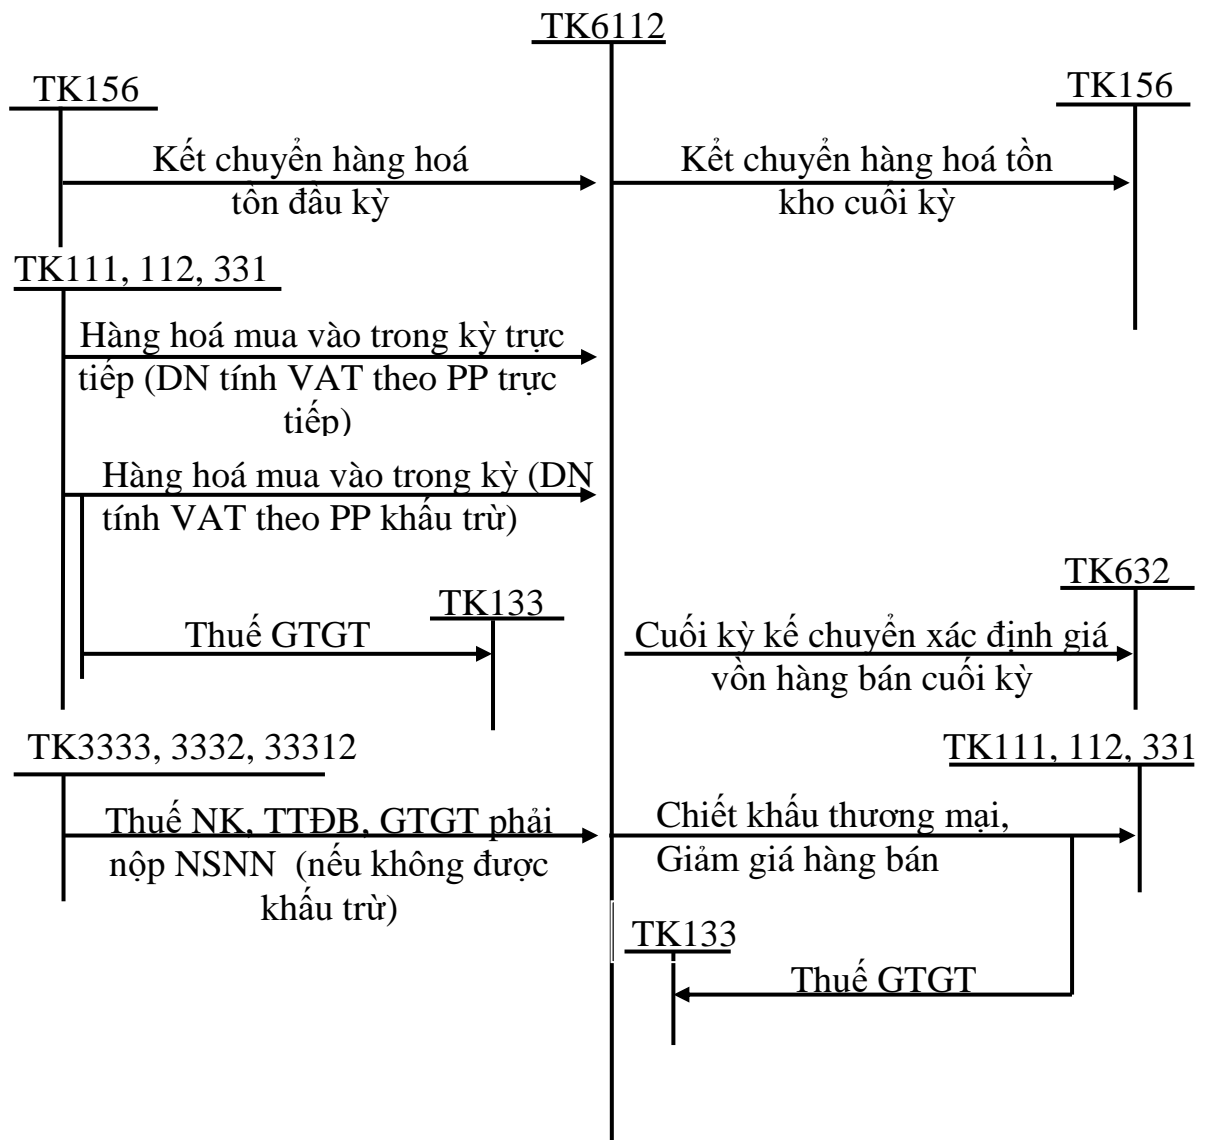 TK6112
TK156
TK156
Kết chuyển hàng hoá
tồn đầu kỳ
Kểt chuyển hàng hoá tồn
kho cuối kỳ
TK111, 112, 331
Hàng hoá mua vào trong kỳ trực
tiếp (DN tính VAT theo PP trực
tiếp)
Hàng hoá mua vào trong kỳ (DN
tính VAT theo PP khấu trừ)
TK632
TK133
Thuế GTGT
Cuối kỳ kế chuyển xác định giá
vồn hàng bán cuối kỳ
TK3333, 3332, 33312
TK111, 112, 331
Thuế NK, TTĐB, GTGT phải
nộp NSNN (nếu không được
khấu trừ)
Chiết khấu thương mại,
Giảm giá hàng bán
TK133
Thuế GTGT